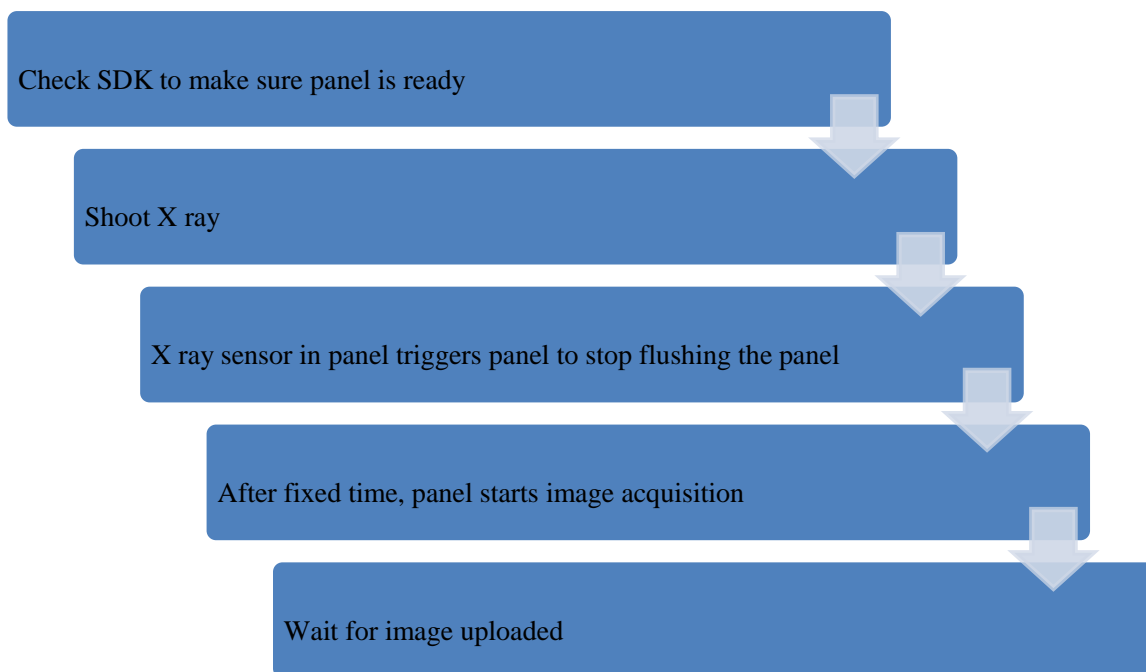 Check SDK to make sure panel is ready
Shoot X ray
X ray sensor in panel triggers panel to stop flushing the panel
After fixed time, panel starts image acquisition
Wait for image uploaded